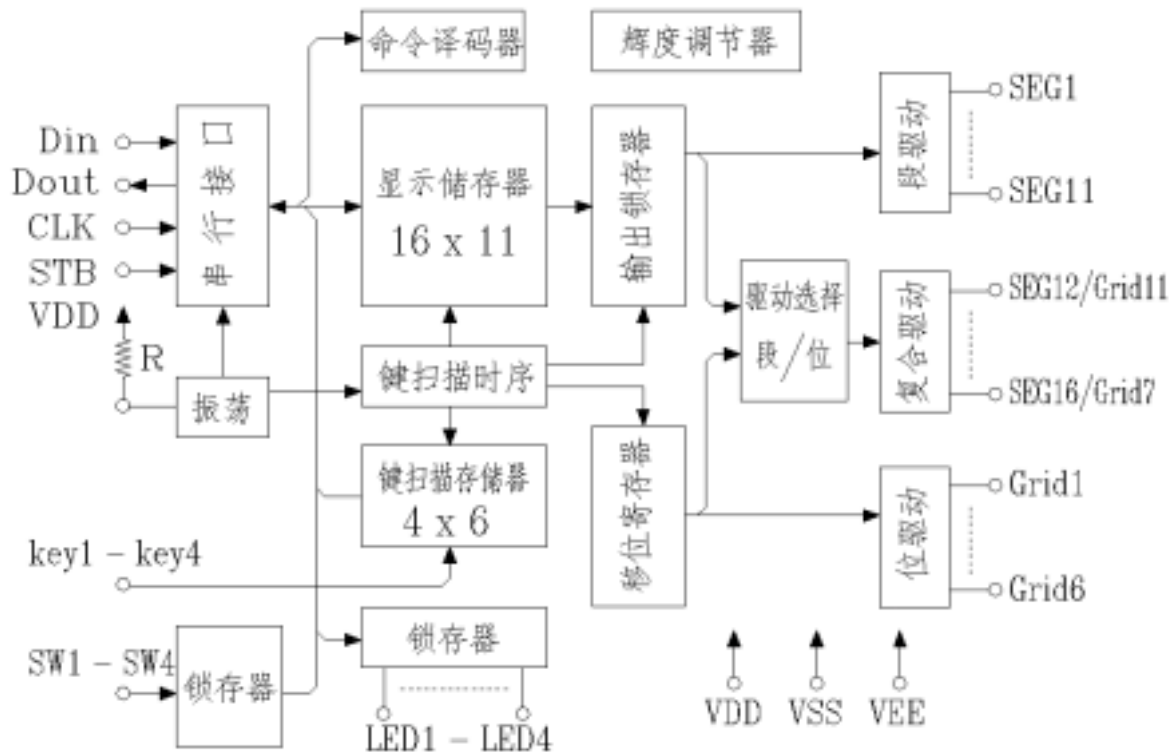 命令译码器
辉度调节器
Din
Dout
CLK
STB
VDD
R
串行接口
显示储存器
16 x 11
输出锁存器
段驱动
SEG1
SEG11
驱动选择
段/位
复合驱动
SEG12/Grid11
SEG16/Grid7
振荡
键扫描时序
键扫描存储器
4 x 6
移位寄存器
位驱动
Grid1
Grid6
key1 - key4
SW1 - SW4
锁存器
锁存器
LED1 - LED4
VDD
VSS
VEE